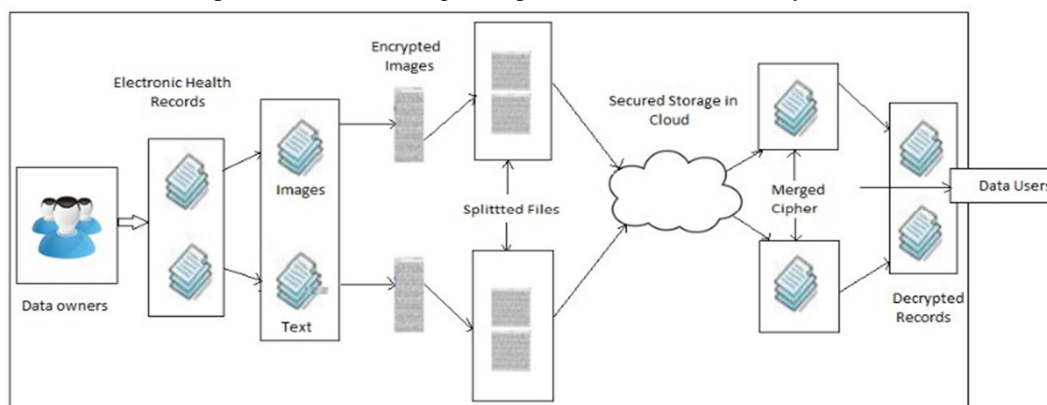 Encrypted
Images
Electronic Health
Records
Secured Storage in
Cloud
Images
Splittted Files
Merged
Cipher
Data Users
Data owners
Text
Decrypted
Records